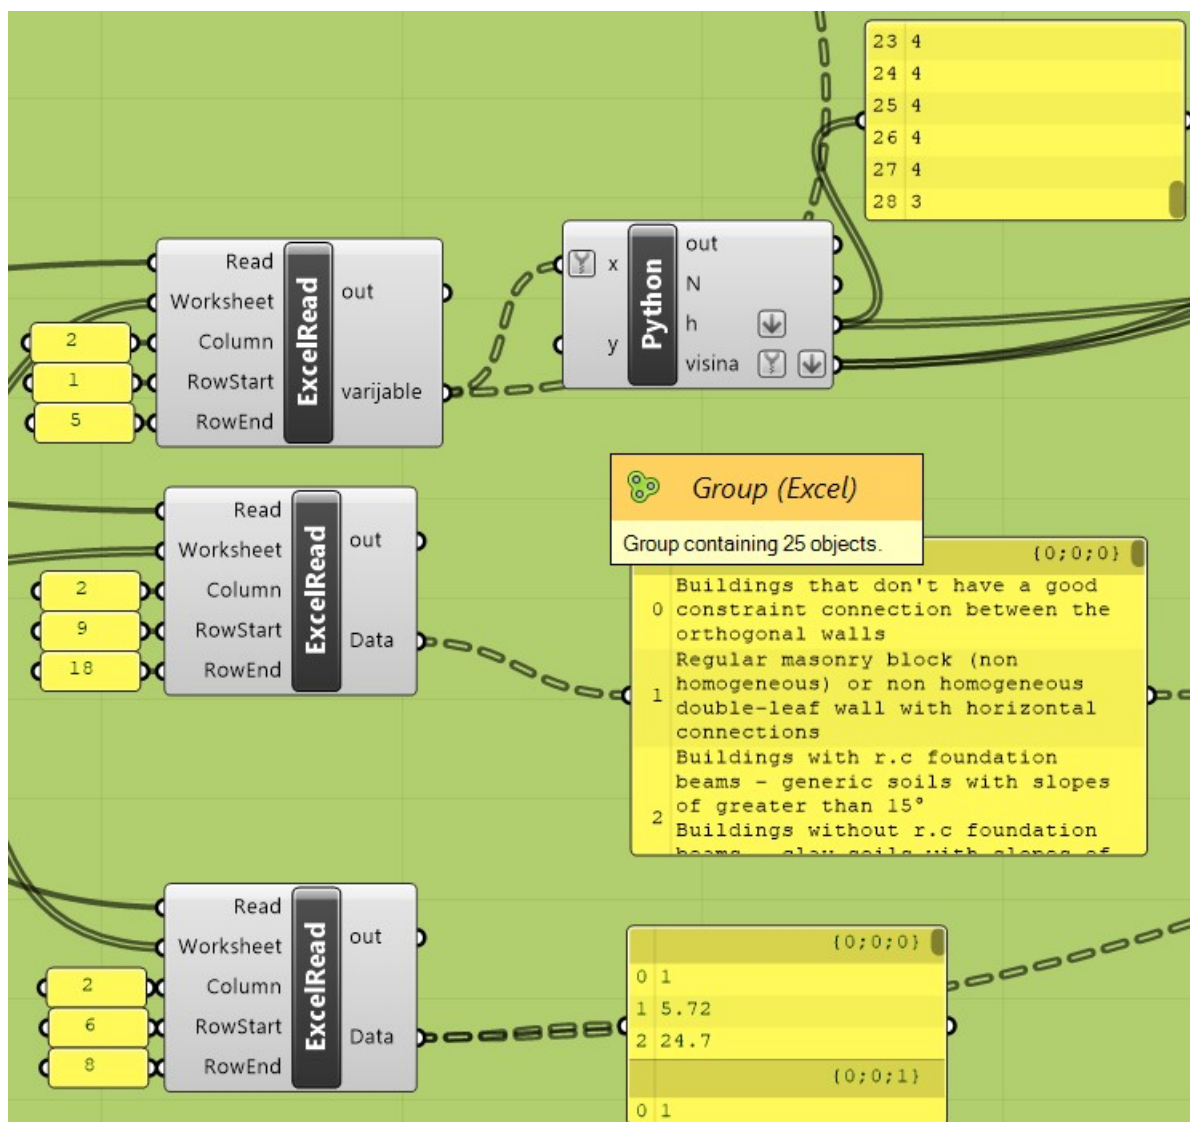 23 4
24 4
25 4
26 4
27 4
28 3
Read
Worksheet
Column
RowStart
RowEnd
ExcelRead
out
varijable
2
1
5
x
y
Python
out
N
h
visina
Read
Worksheet
Column
RowStart
RowEnd
ExcelRead
out
Data
2
9
18
Group (Excel)
Group containing 25 objects.
{0;0;0}
0
Buildings that don't have a good
constraint connection between the
orthogonal walls
1
Regular masonry block (non
homogeneous) or non homogeneous
double-leaf wall with horizontal
connections
2
Buildings with r.c foundation
beams - generic soils with slopes
of greater than 15°
Buildings without r.c foundation
beams - clay soils with slopes of
Read
Worksheet
Column
RowStart
RowEnd
ExcelRead
out
Data
2
6
8
{0;0;0}
0 1
1 5.72
2 24.7
{0;0;1}
0 1